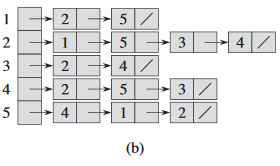 1 2 5 /
2 1 5 3 4 /
3 2 4 /
4 2 5 3 /
5 4 1 2 /
(b)